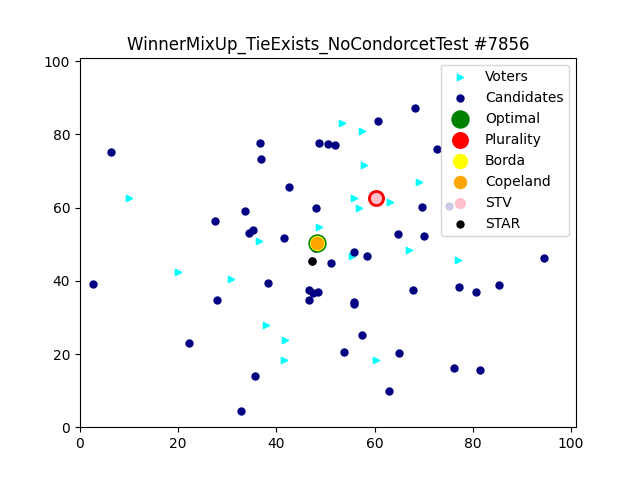 WinnerMixUp_TieExists_NoCondorcetTest #7856
100
80
60
40
20
0
0
20
40
60
80
100
Voters
Candidates
Optimal
Plurality
Borda
Copeland
STV
STAR